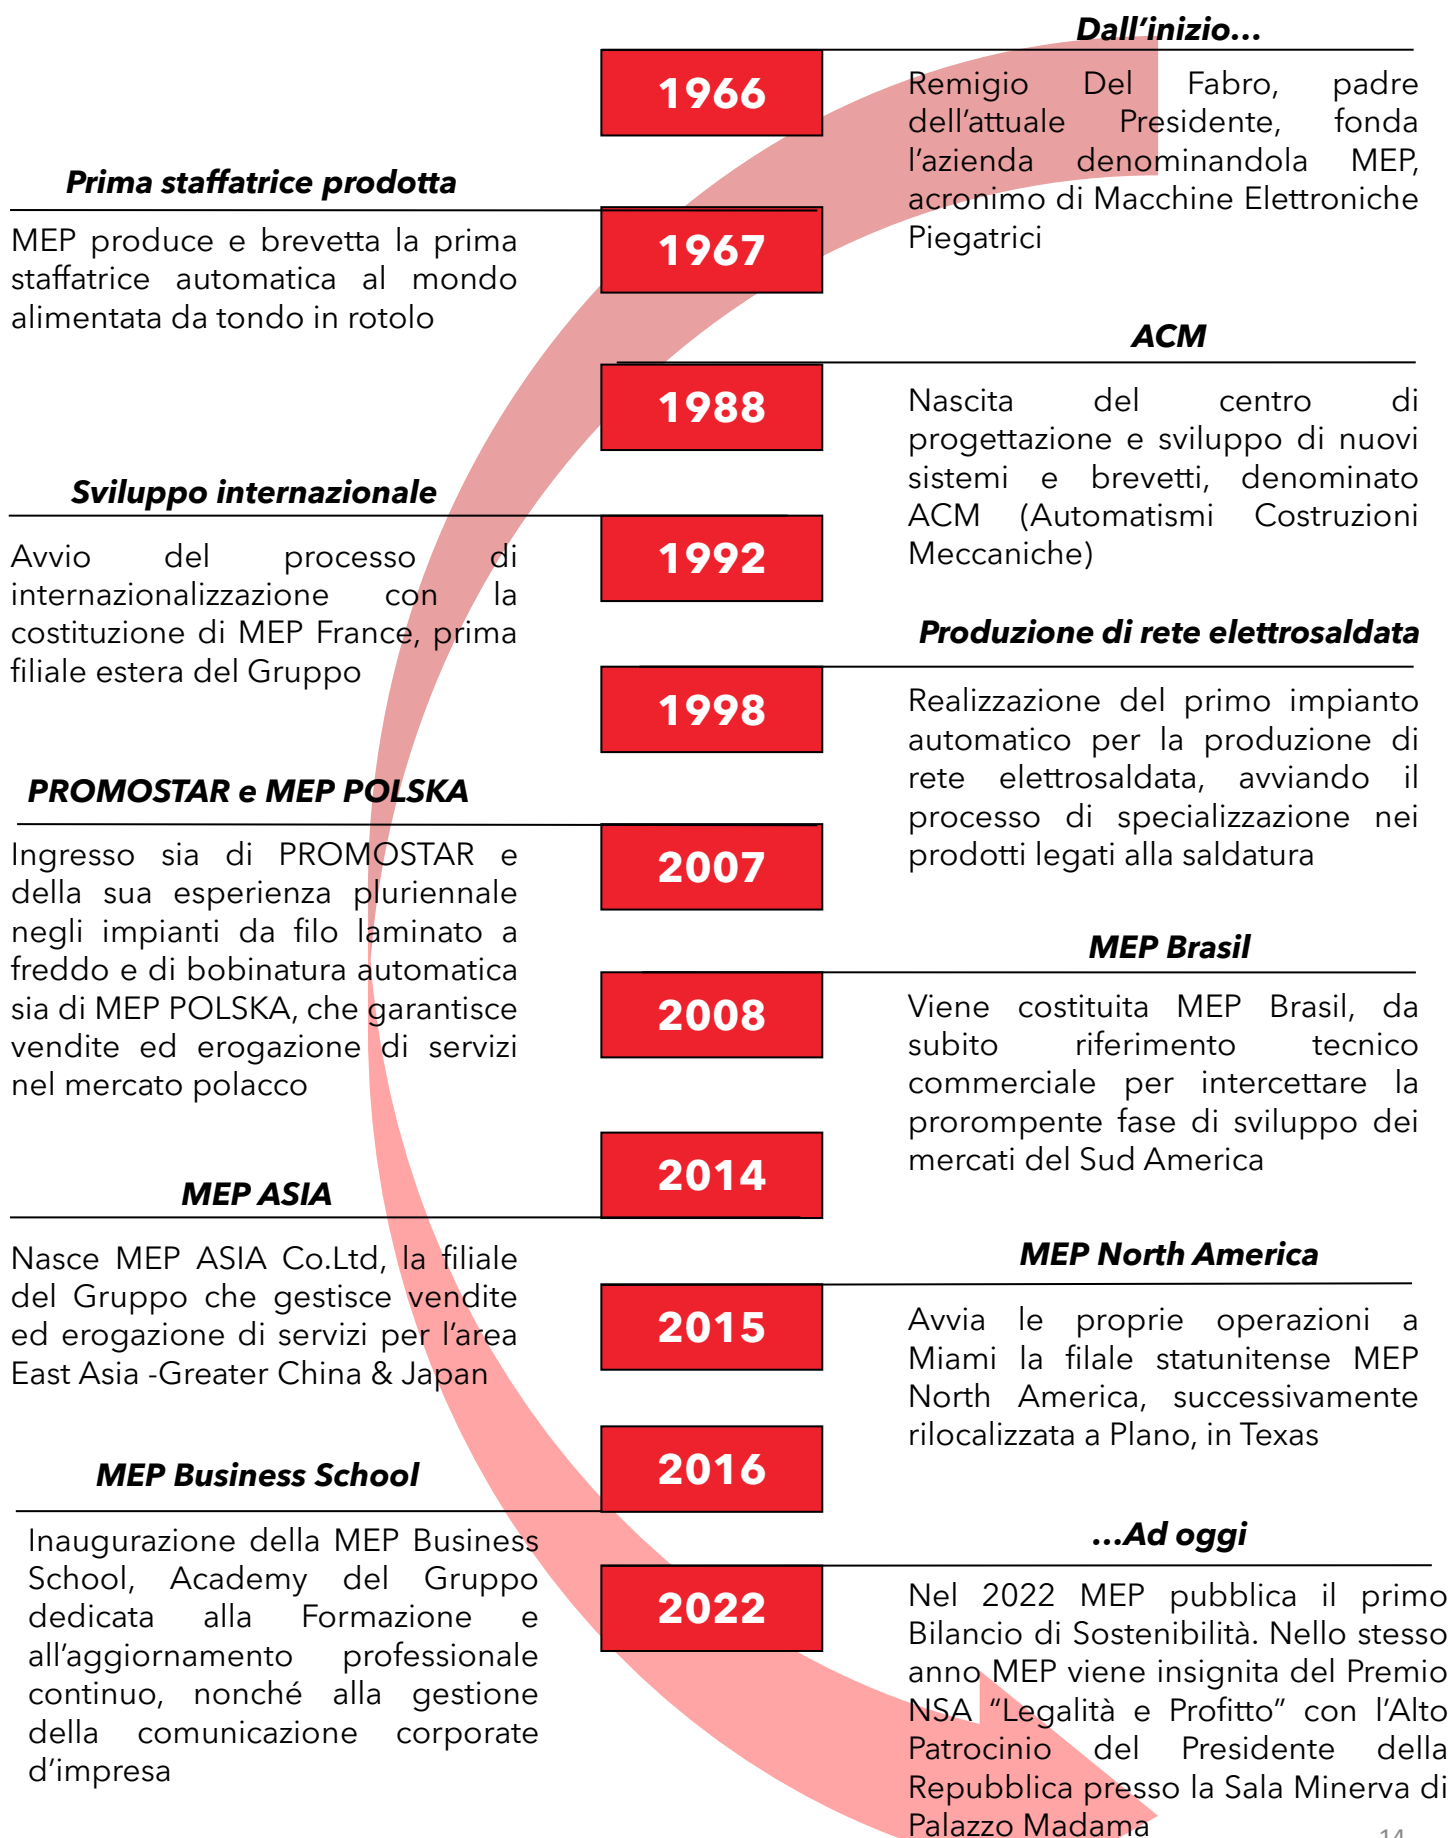 Dall’inizio...
1966
Remigio Del Fabro, padre
dell’attuale Presidente, fonda
l’azienda denominandola MEP,
acronimo di Macchine Elettroniche
Piegatrici
Prima staffatrice prodotta
1967
MEP produce e brevetta la prima
staffatrice automatica al mondo
alimentata da tondo in rotolo
ACM
1988
Nascita del centro di
progettazione e sviluppo di nuovi
sistemi e brevetti, denominato
ACM (Automatismi Costruzioni
Meccaniche)
Sviluppo internazionale
1992
Avvio del processo di
internazionalizzazione con la
costituzione di MEP France, prima
filiale estera del Gruppo
Produzione di rete elettrosaldata
1998
Realizzazione del primo impianto
automatico per la produzione di
rete elettrosaldata, avviando il
processo di specializzazione nei
prodotti legati alla saldatura
PROMOSTAR e MEP POLSKA
2007
Ingresso sia di PROMOSTAR e
della sua esperienza pluriennale
negli impianti da filo laminato a
freddo e di bobinatura automatica
sia di MEP POLSKA, che garantisce
vendite ed erogazione di servizi
nel mercato polacco
MEP Brasil
2008
Viene costituita MEP Brasil, da
subito riferimento tecnico
commerciale per intercettare la
prorompente fase di sviluppo dei
mercati del Sud America
2014
MEP ASIA
Nasce MEP ASIA Co.Ltd, la filiale
del Gruppo che gestisce vendite
ed erogazione di servizi per l’area
East Asia -Greater China & Japan
MEP North America
2015
Avvia le proprie operazioni a
Miami la filale statunitense MEP
North America, successivamente
rilocalizzata a Plano, in Texas
2016
MEP Business School
Inaugurazione della MEP Business
School, Academy del Gruppo
dedicata alla Formazione e
all’aggiornamento professionale
continuo, nonché alla gestione
della comunicazione corporate
d’impresa
...Ad oggi
2022
Nel 2022 MEP pubblica il primo
Bilancio di Sostenibilità. Nello stesso
anno MEP viene insignita del Premio
NSA “Legalità e Profitto” con l’Alto
Patrocinio del Presidente della
Repubblica presso la Sala Minerva di
Palazzo Madama
14